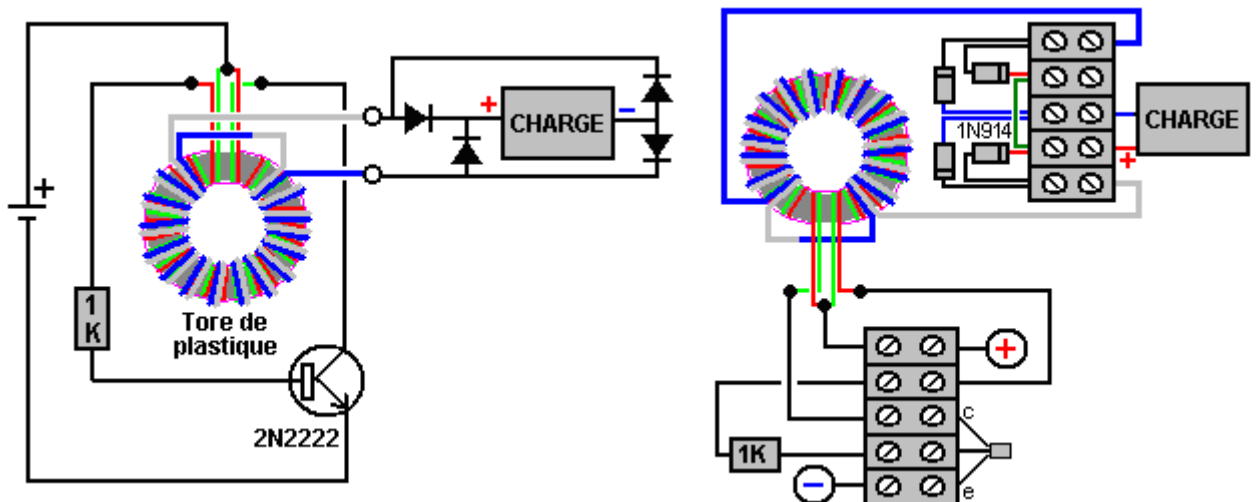 +
+
CHARGE
-
1
K
Tore de
plastique
2N2222
1N914
CHARGE
+
+
c
1K
-
e